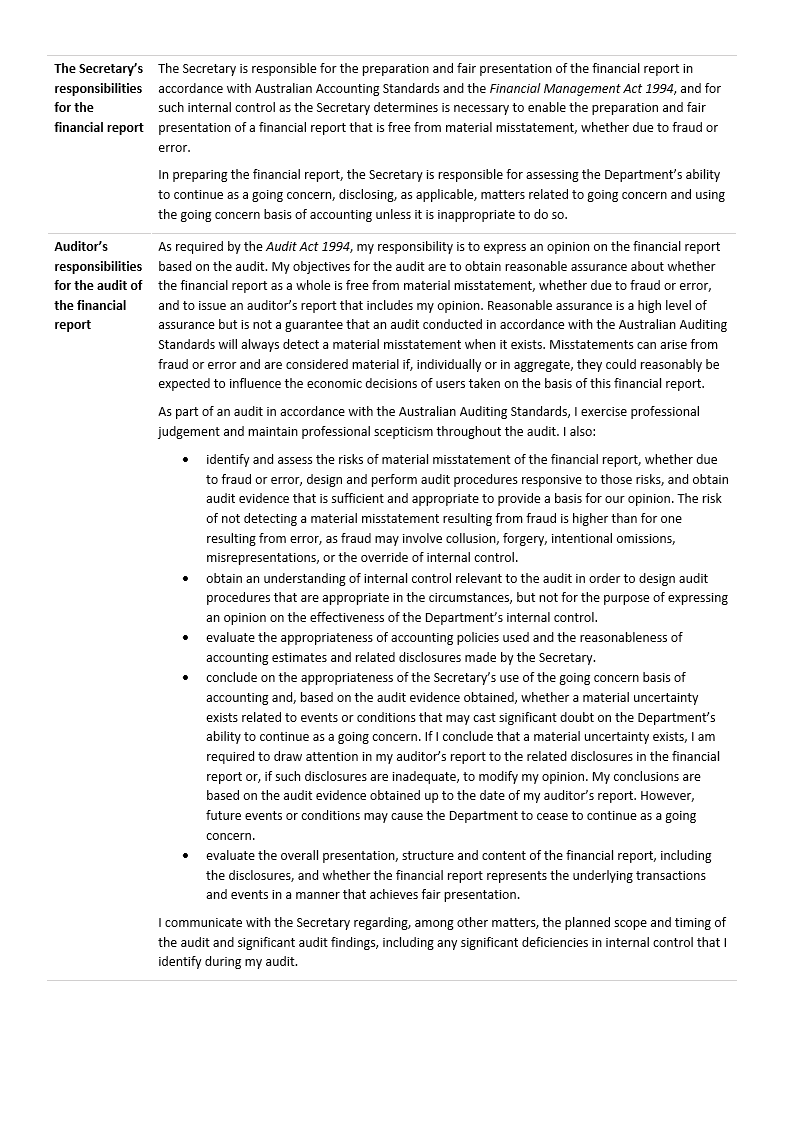 The Secretary’s
responsibilities
for the
financial report
The Secretary is responsible for the preparation and fair presentation of the financial report in
accordance with Australian Accounting Standards and the Financial Management Act 1994, and for
such internal control as the Secretary determines is necessary to enable the preparation and fair
presentation of a financial report that is free from material misstatement, whether due to fraud or
error.
In preparing the financial report, the Secretary is responsible for assessing the Department’s ability
to continue as a going concern, disclosing, as applicable, matters related to going concern and using
the going concern basis of accounting unless it is inappropriate to do so.
Auditor’s
responsibilities
for the audit of
the financial
report
As required by the Audit Act 1994, my responsibility is to express an opinion on the financial report
based on the audit. My objectives for the audit are to obtain reasonable assurance about whether
the financial report as a whole is free from material misstatement, whether due to fraud or error,
and to issue an auditor’s report that includes my opinion. Reasonable assurance is a high level of
assurance but is not a guarantee that an audit conducted in accordance with the Australian Auditing
Standards will always detect a material misstatement when it exists. Misstatements can arise from
fraud or error and are considered material if, individually or in aggregate, they could reasonably be
expected to influence the economic decisions of users taken on the basis of this financial report.
As part of an audit in accordance with the Australian Auditing Standards, I exercise professional
judgement and maintain professional scepticism throughout the audit. I also:
• identify and assess the risks of material misstatement of the financial report, whether due
to fraud or error, design and perform audit procedures responsive to those risks, and obtain
audit evidence that is sufficient and appropriate to provide a basis for our opinion. The risk
of not detecting a material misstatement resulting from fraud is higher than for one
resulting from error, as fraud may involve collusion, forgery, intentional omissions,
misrepresentations, or the override of internal control.
• obtain an understanding of internal control relevant to the audit in order to design audit
procedures that are appropriate in the circumstances, but not for the purpose of expressing
an opinion on the effectiveness of the Department’s internal control.
• evaluate the appropriateness of accounting policies used and the reasonableness of
accounting estimates and related disclosures made by the Secretary.
• conclude on the appropriateness of the Secretary’s use of the going concern basis of
accounting and, based on the audit evidence obtained, whether a material uncertainty
exists related to events or conditions that may cast significant doubt on the Department’s
ability to continue as a going concern. If I conclude that a material uncertainty exists, I am
required to draw attention in my auditor’s report to the related disclosures in the financial
report or, if such disclosures are inadequate, to modify my opinion. My conclusions are
based on the audit evidence obtained up to the date of my auditor’s report. However,
future events or conditions may cause the Department to cease to continue as a going
concern.
• evaluate the overall presentation, structure and content of the financial report, including
the disclosures, and whether the financial report represents the underlying transactions
and events in a manner that achieves fair presentation.
I communicate with the Secretary regarding, among other matters, the planned scope and timing of
the audit and significant audit findings, including any significant deficiencies in internal control that I
identify during my audit.